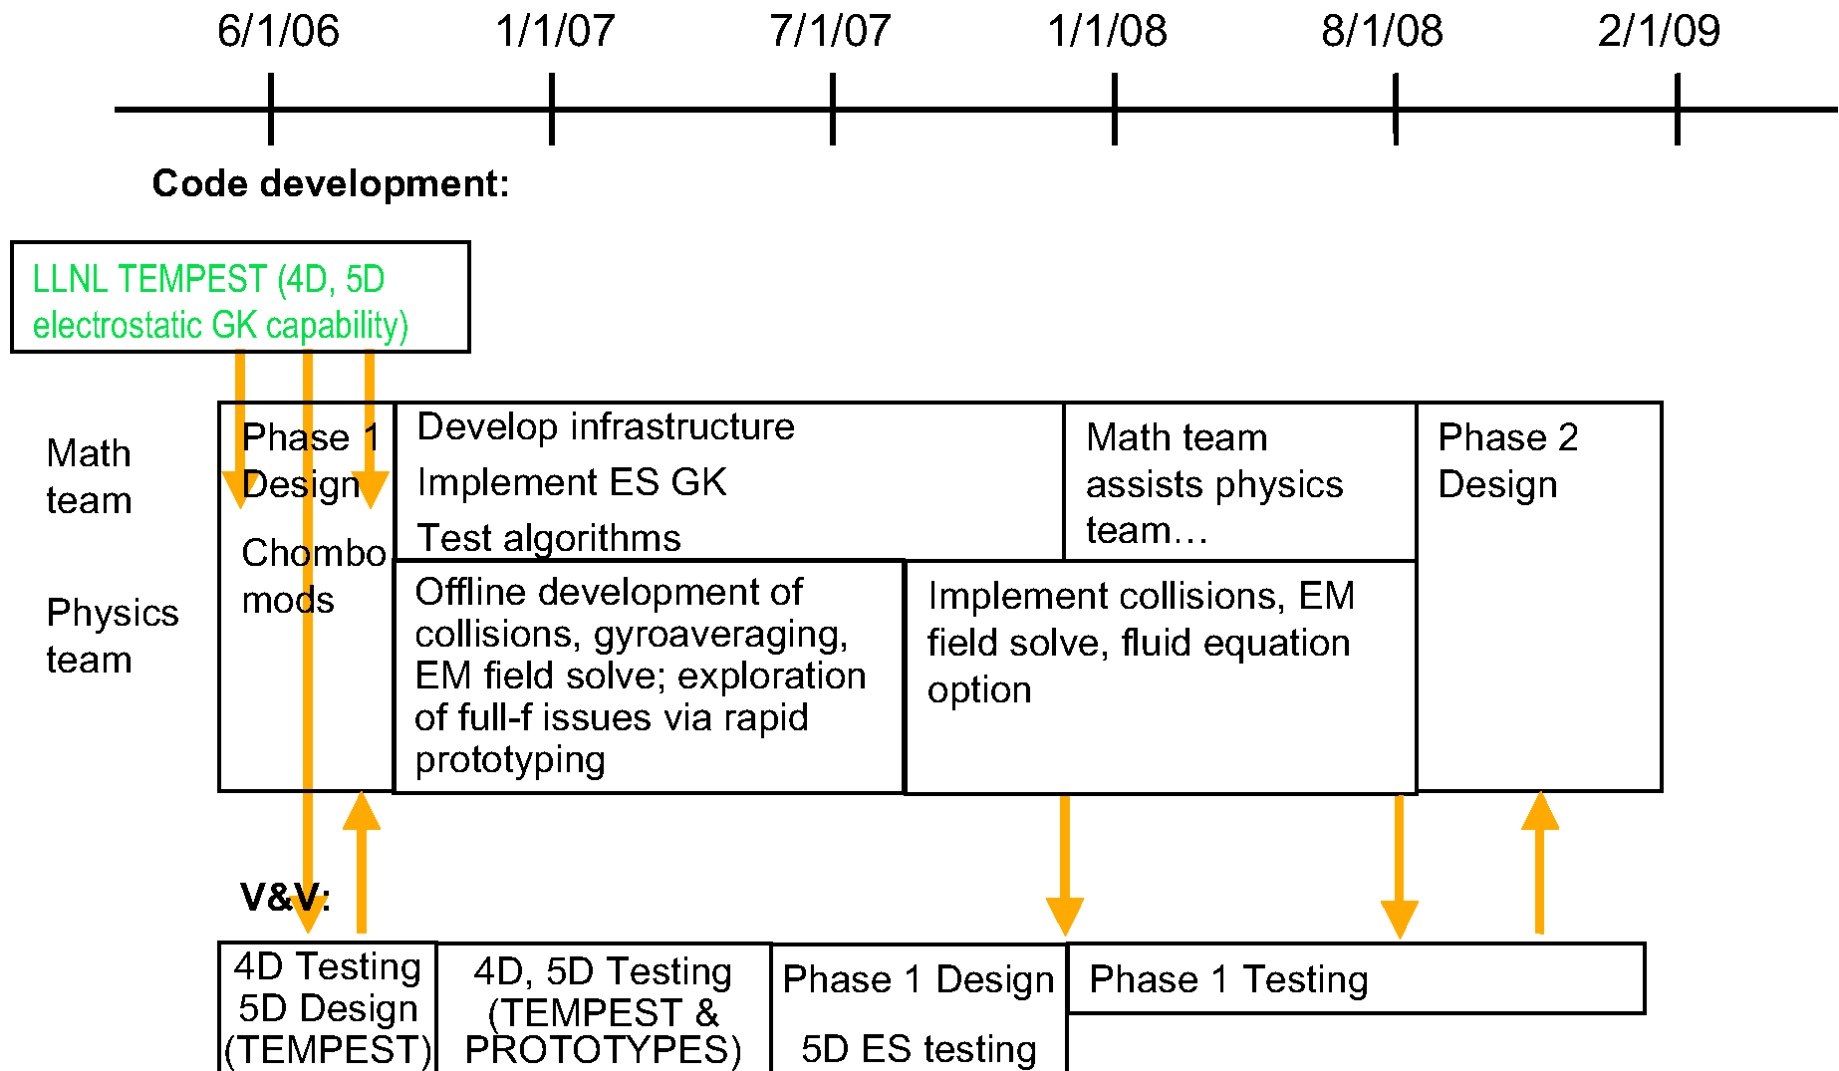 6/1/06 1/1/07 7/1/07 1/1/08 8/1/08 2/1/09
Code development:
LLNL TEMPEST (4D, 5D
electrostatic GK capability)
Math
team
Phase 1
Design
Chombo
mods
Develop infrastructure
Implement ES GK
Test algorithms
Math team
assists physics
team…
Phase 2
Design
Physics
team
Offline development of
collisions, gyroaveraging,
EM field solve; exploration
of full-f issues via rapid
prototyping
Implement collisions, EM
field solve, fluid equation
option
V&V:
4D Testing
5D Design
(TEMPEST)
4D, 5D Testing
(TEMPEST &
PROTOTYPES)
Phase 1 Design
5D ES testing
Phase 1 Testing